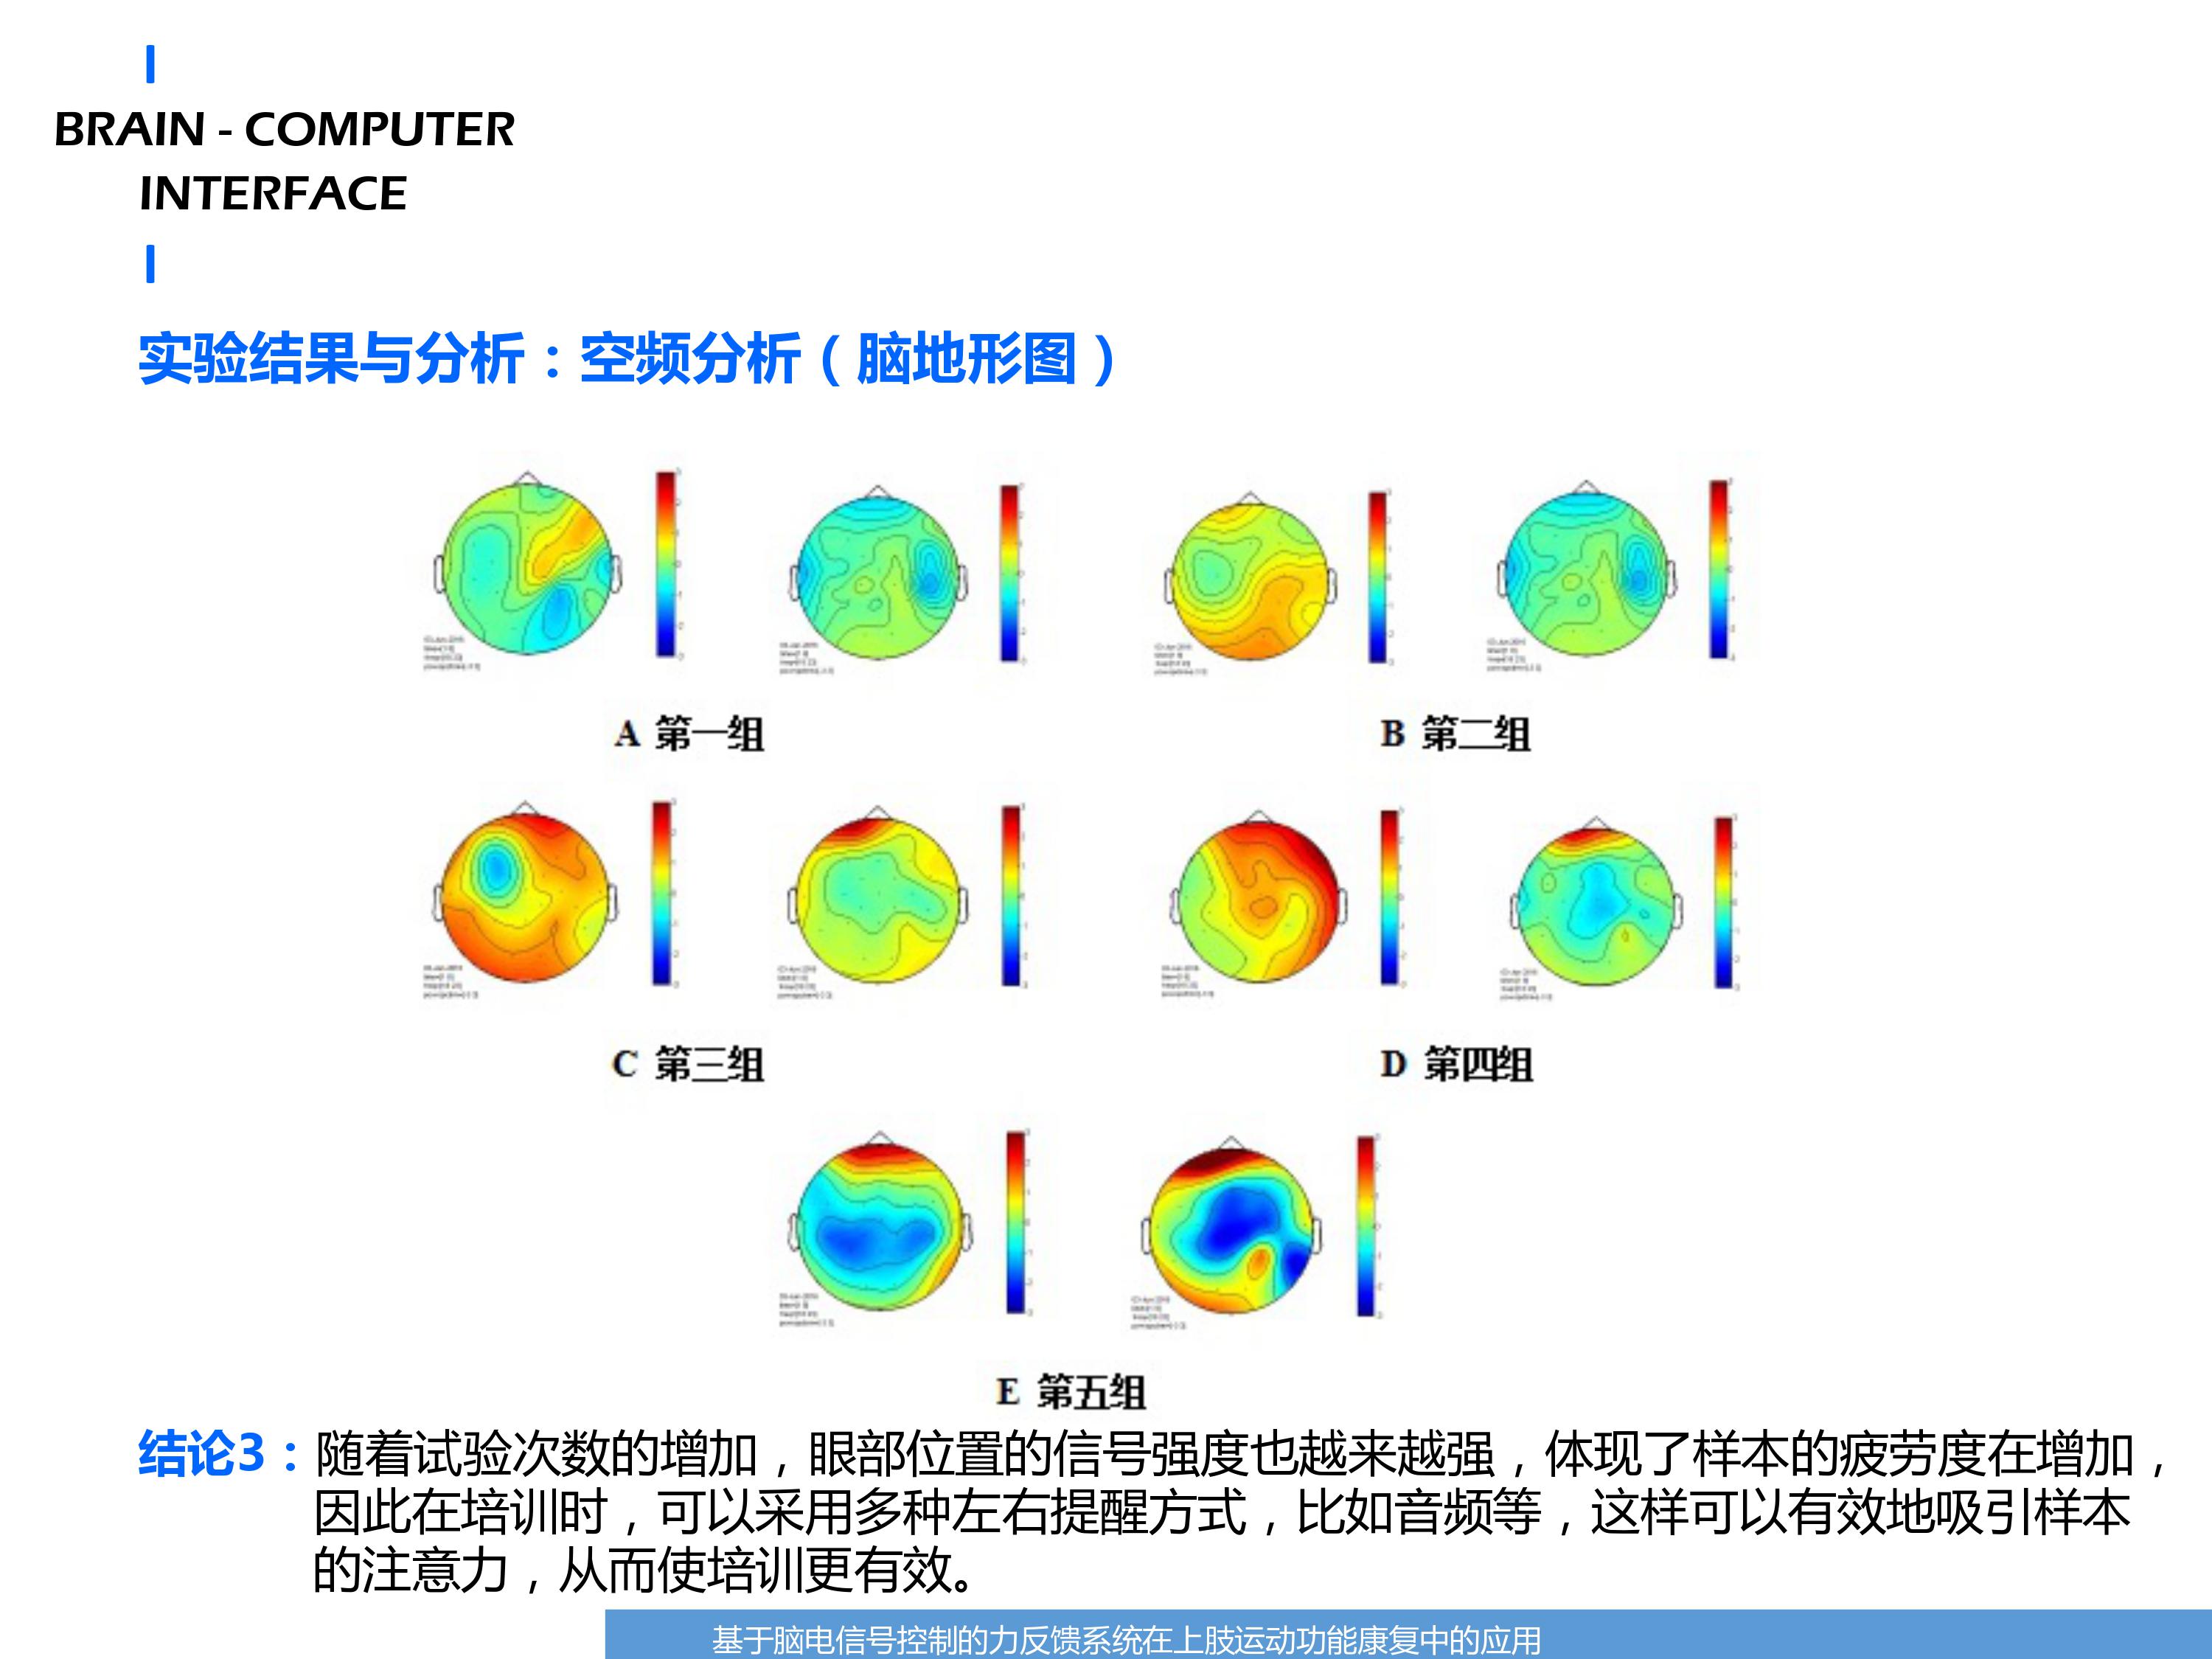 BRAIN - COMPUTER
INTERFACE
实验结果与分析：空频分析（脑地形图）
A 第一组
B 第二组
C 第三组
D 第四组
E 第五组
结论3：随着试验次数的增加，眼部位置的信号强度也越来越强，体现了样本的疲劳度在增加，
因此在培训时，可以采用多种左右提醒方式，比如音频等，这样可以有效地吸引样本
的注意力，从而使培训更有效。
基于脑电信号控制的力反馈系统在上肢运动功能康复中的应用